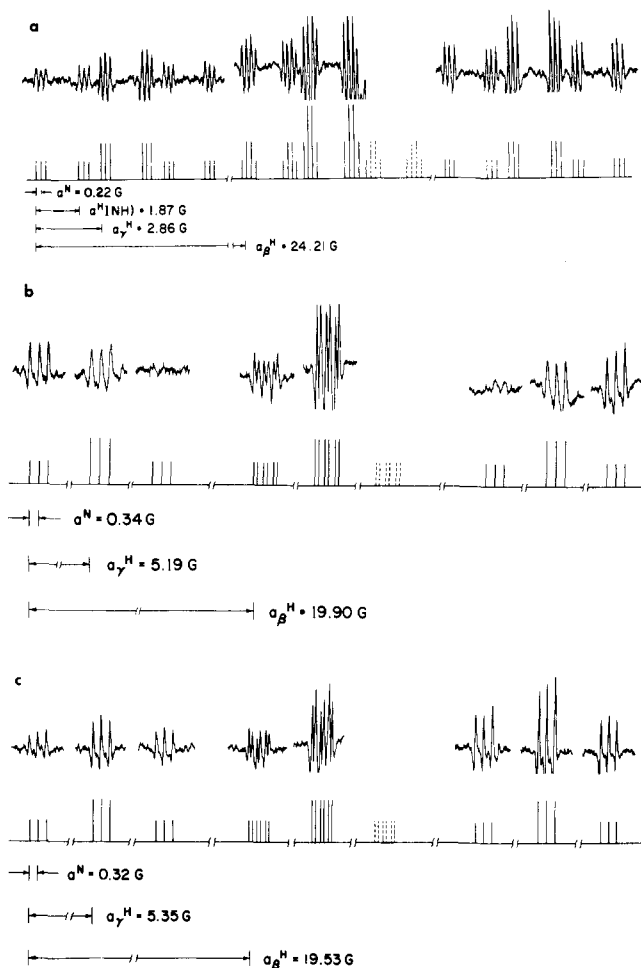 a
a^N = 0.22 G
a^H(NH) • 1.87 G
a_γ^H • 2.86 G
a_β^H • 24.21 G
b
a^N = 0.34 G
a_γ^H = 5.19 G
a_β^H • 19.90 G
c
a^N = 0.32 G
a_γ^H = 5.35 G
a_β^H • 19.53 G